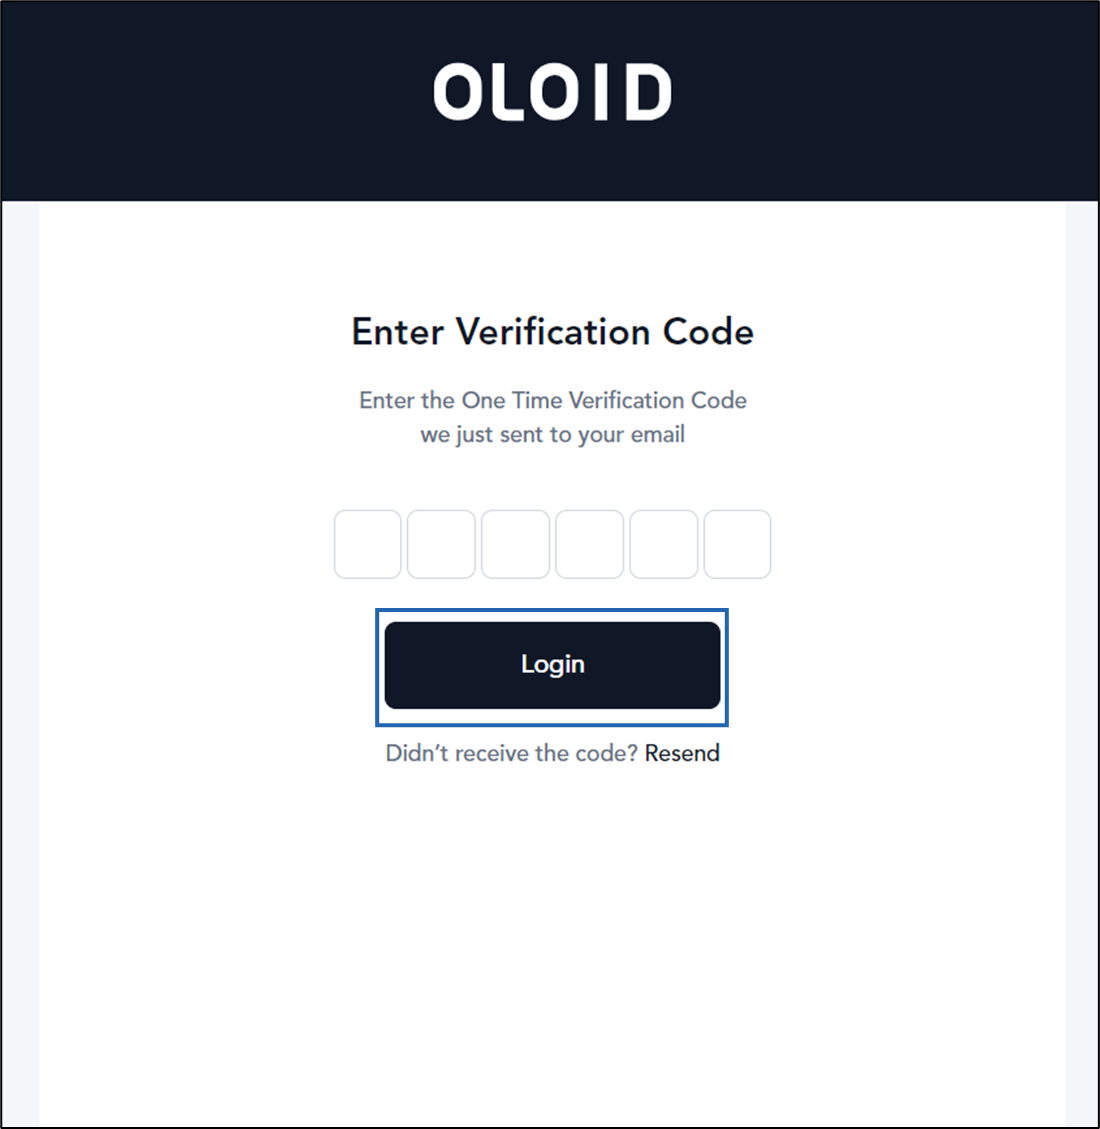 OLOID
Enter Verification Code
Enter the One Time Verification Code
we just sent to your email
Login
Didn’t receive the code? Resend